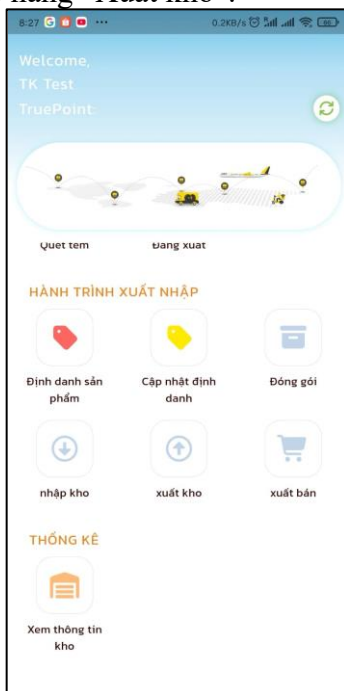 năng "Xuất kho":
8:27
0.2KB/s
Welcome,
TK Test
TruePoint:
Quét tem
Đăng xuất
HÀNH TRÌNH XUẤT NHẬP
Định danh sản
phẩm
Cập nhật định
danh
Đóng gói
nhập kho
xuất kho
xuất bán
THỐNG KÊ
Xem thông tin
kho